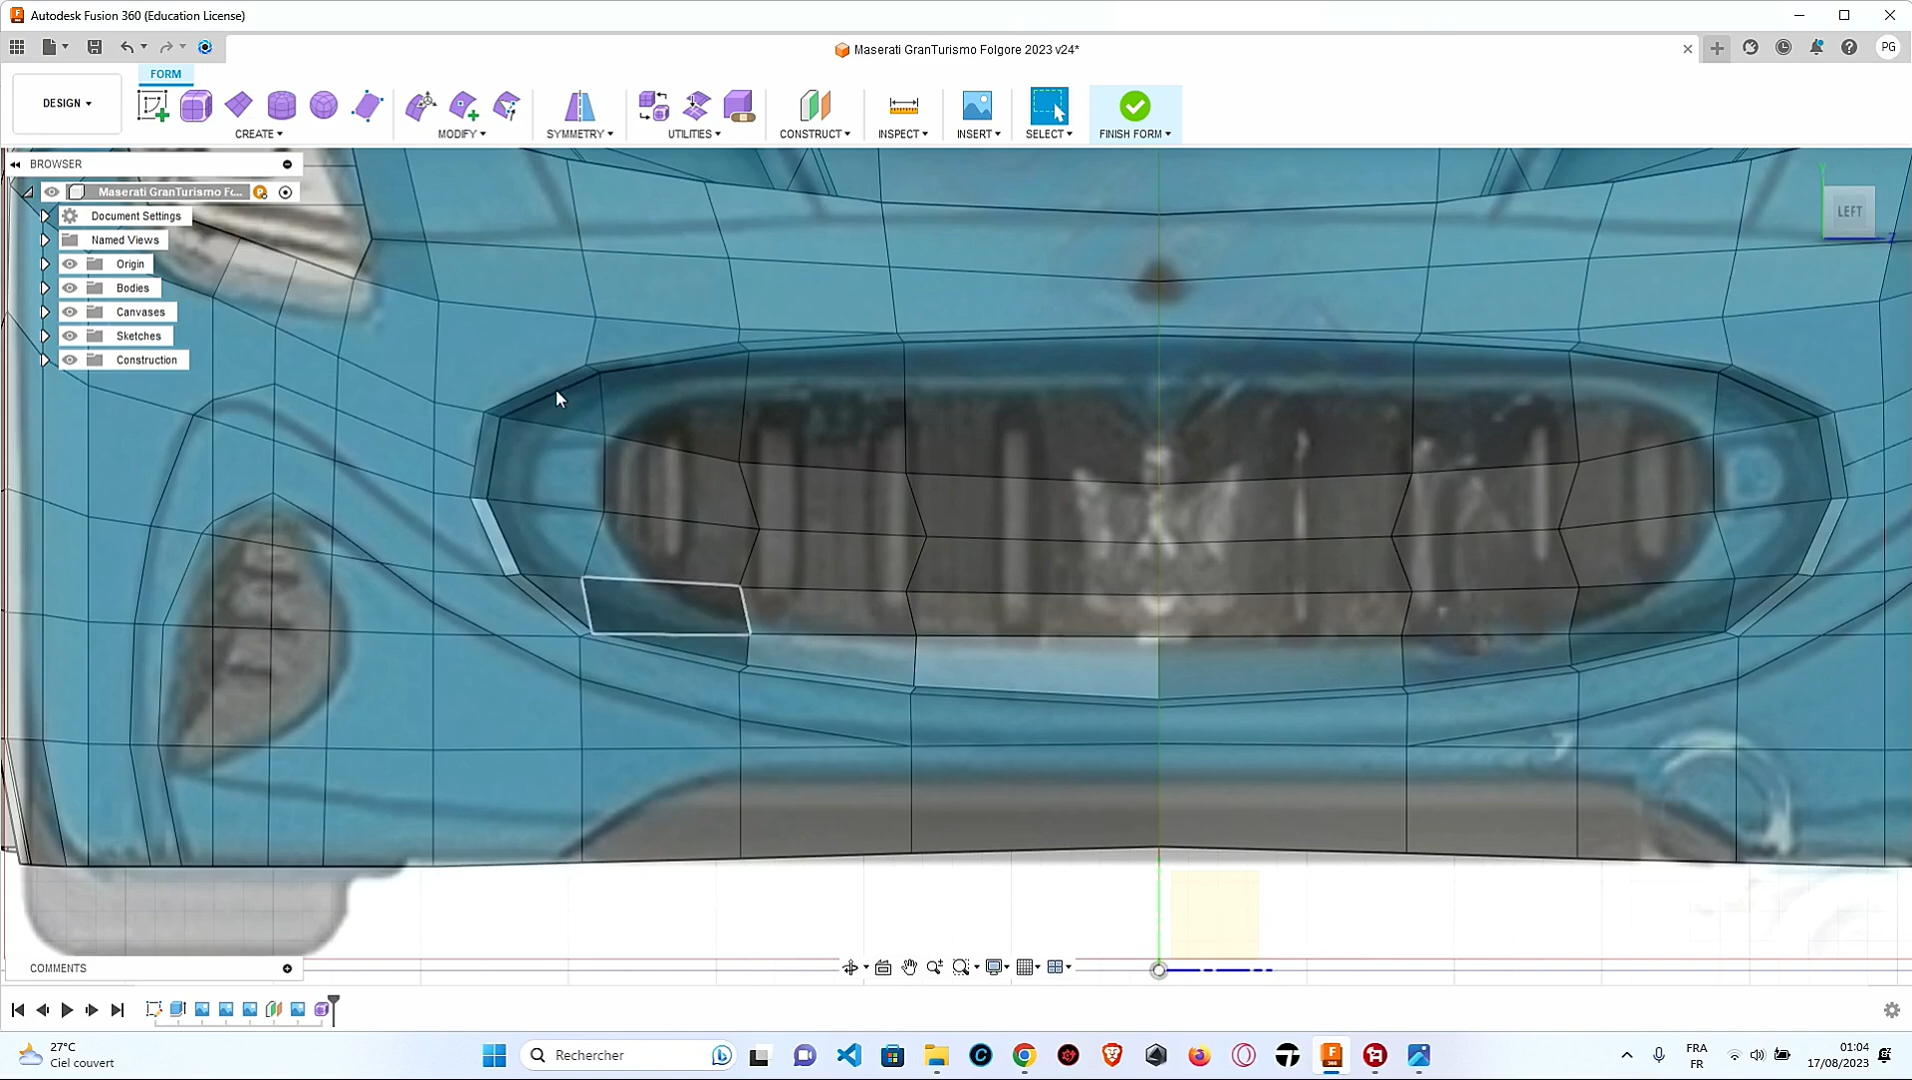 Autodesk Fusion 360 (Education License)
Maserati GranTurismo Folgore 2023 v24*
PG
FORM
DESIGN
CREATE
MODIFY
SYMMETRY
UTILITIES
CONSTRUCT
INSPECT
INSERT
SELECT
FINISH FORM
BROWSER
Maserati GranTurismo Fc...
Document Settings
Named Views
Origin
Bodies
Canvases
Sketches
Construction
LEFT
Y
Z
COMMENTS
27°C
Ciel couvert
Rechercher
FRA
FR
01:04
17/08/2023